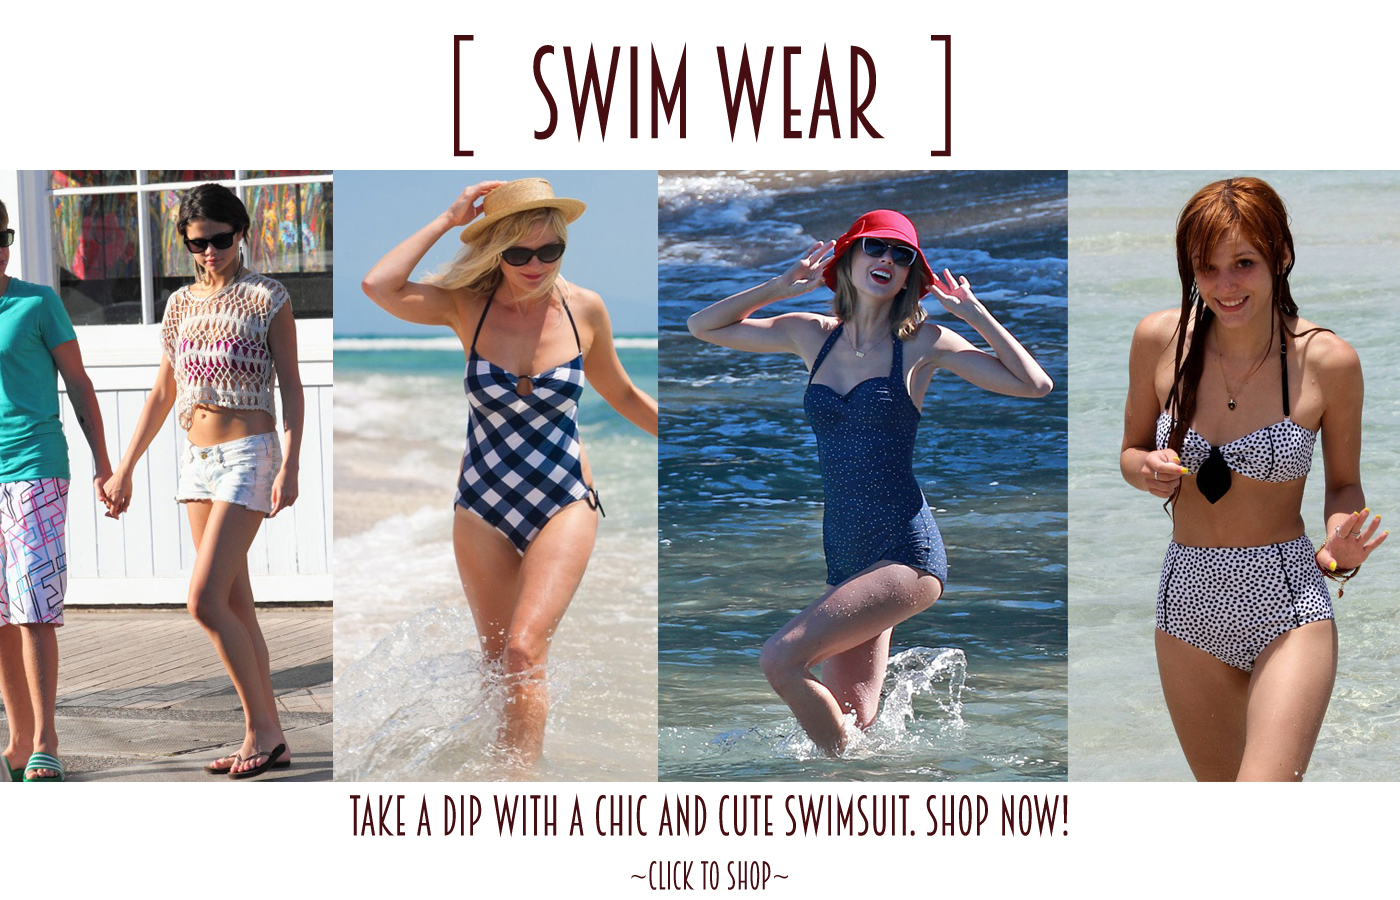 [ SWIM WEAR ]
TAKE A DIP WITH A CHIC AND CUTE SWIMSUIT. SHOP NOW!
~CLICK TO SHOP~